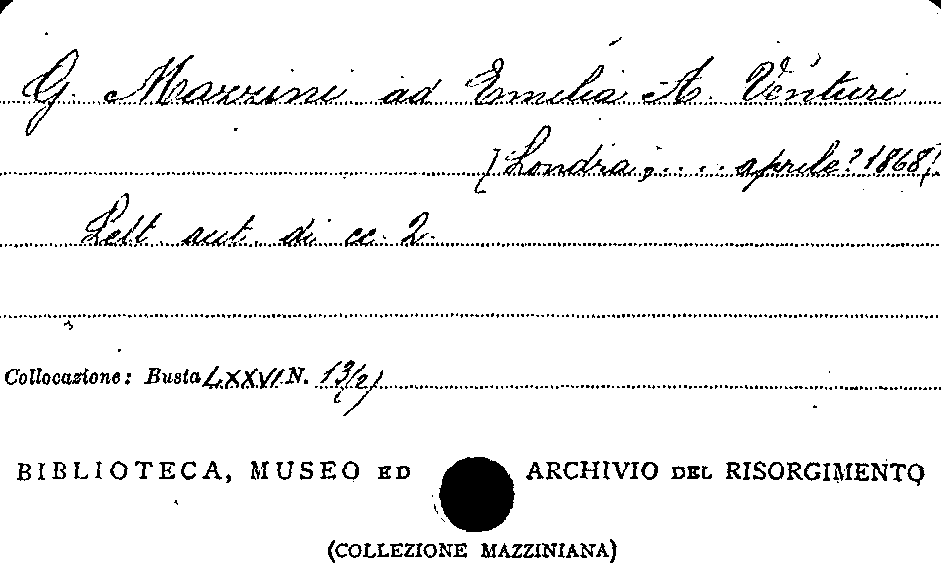 G. Mazzini ad Emilia A. Venturi
[Londra, .... aprile? 1868]
Lett. aut. di cc. 2.
Collocazione: Busta LXXVI N. 13(2)
BIBLIOTECA, MUSEO ED ARCHIVIO DEL RISORGIMENTO
(COLLEZIONE MAZZINIANA)